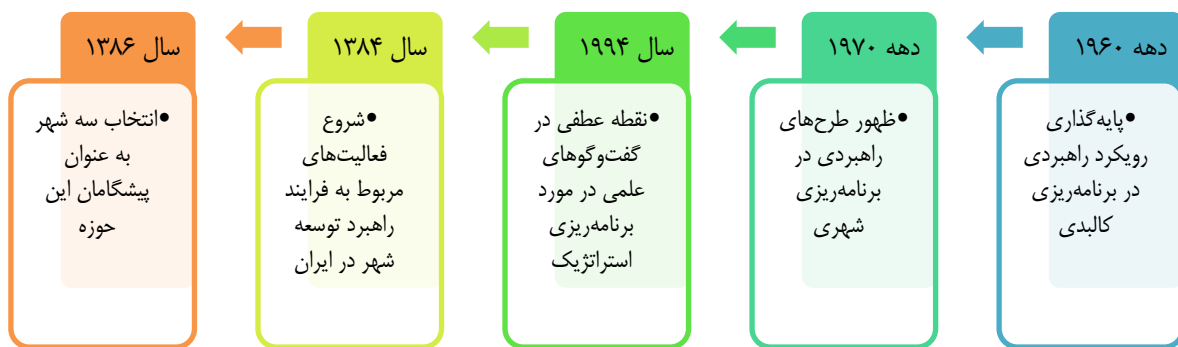 دهه ۱۹۶۰
•پایه‌گذاری
رویکرد راهبردی
در برنامه‌ریزی
کالبدی
دهه ۱۹۷۰
•ظهور طرح‌های
راهبردی در
برنامه‌ریزی
شهری
سال ۱۹۹۴
•نقطه عطفی در
گفت‌وگوهای
علمی در مورد
برنامه‌ریزی
استراتژیک
سال ۱۳۸۴
•شروع
فعالیت‌های
مربوط به فرایند
راهبرد توسعه
شهر در ایران
سال ۱۳۸۶
•انتخاب سه شهر
به عنوان
پیشگامان این
حوزه